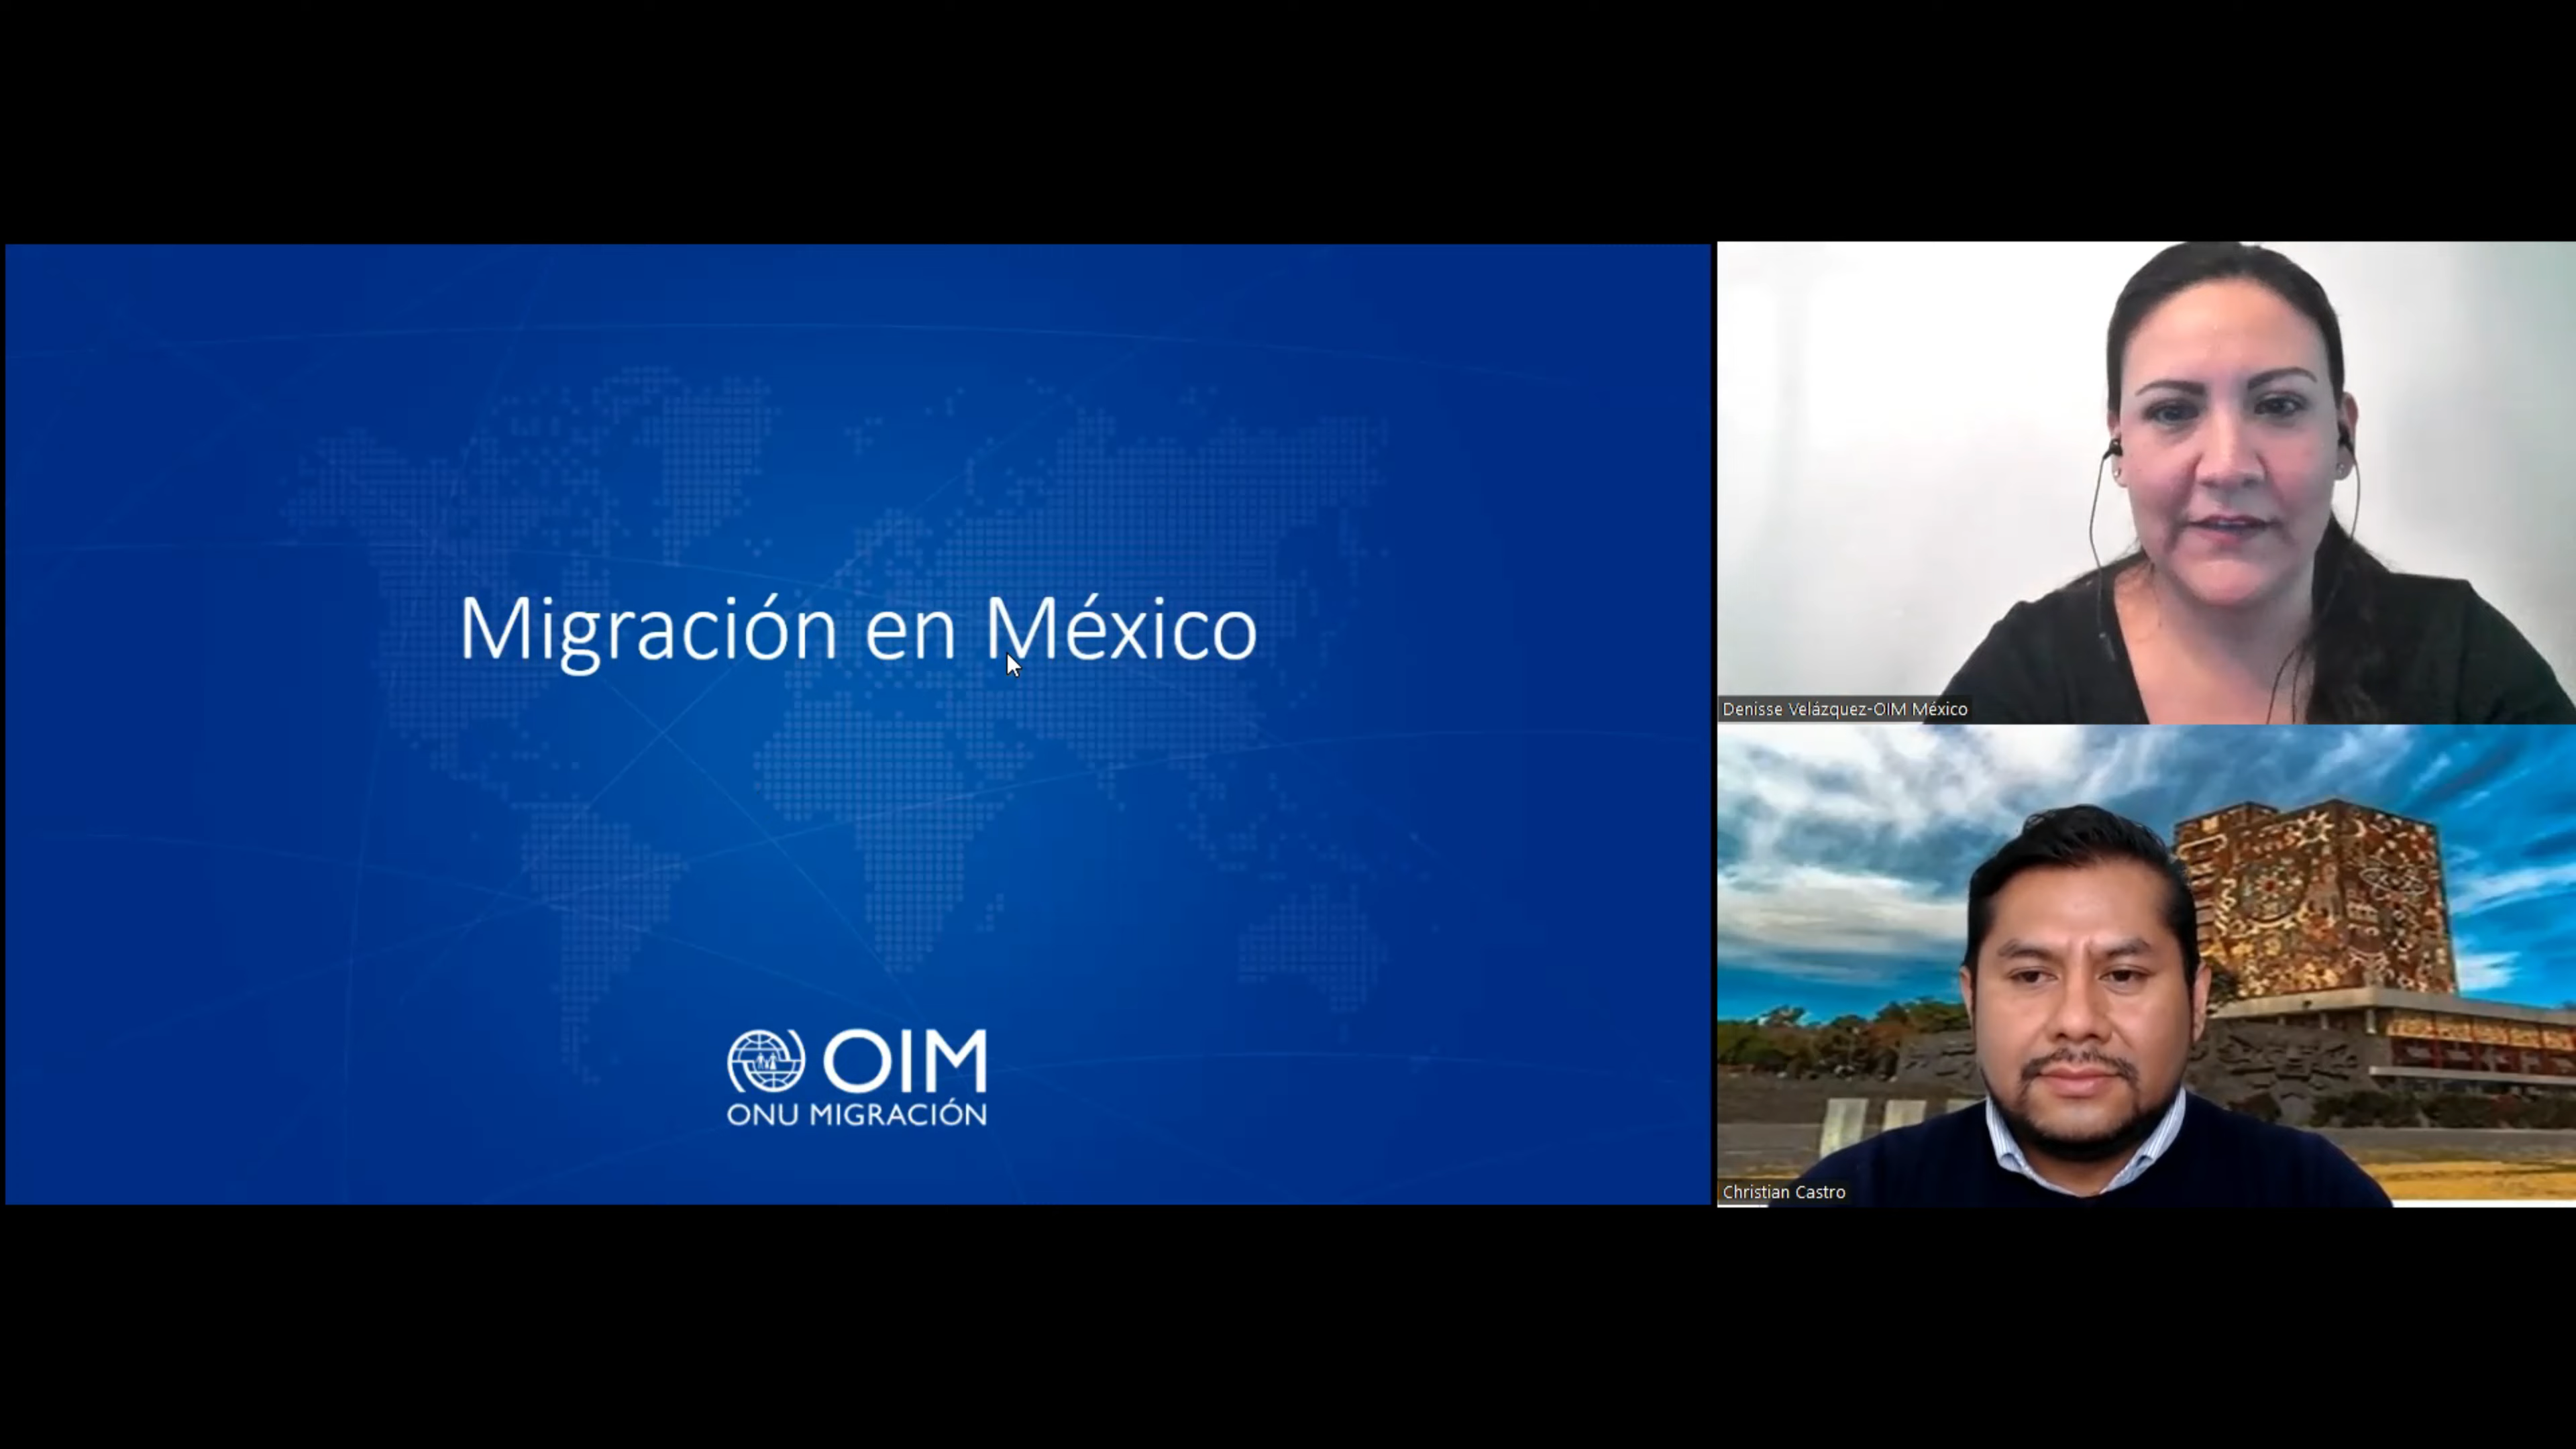 Migración en México
OIM
ONU MIGRACIÓN
Denisse Velázquez-OIM México
Christian Castro